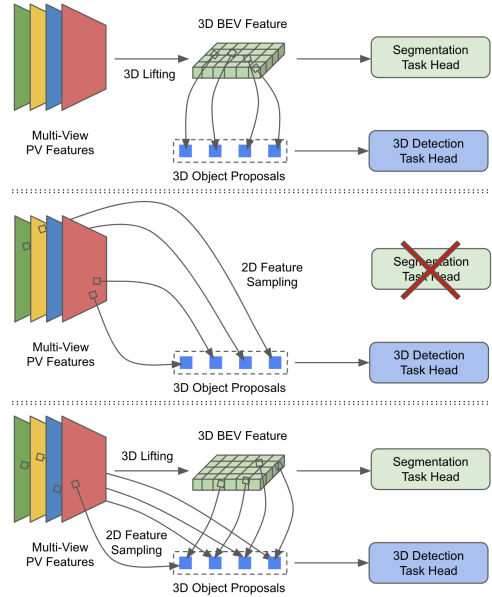 3D BEV Feature
Segmentation
Task Head
3D Lifting
Multi-View
PV Features
3D Detection
Task Head
3D Object Proposals
2D Feature
Sampling
Segmentation
Task Head
Multi-View
PV Features
3D Detection
Task Head
3D Object Proposals
3D BEV Feature
3D Lifting
Segmentation
Task Head
2D Feature
Sampling
Multi-View
PV Features
3D Detection
Task Head
3D Object Proposals